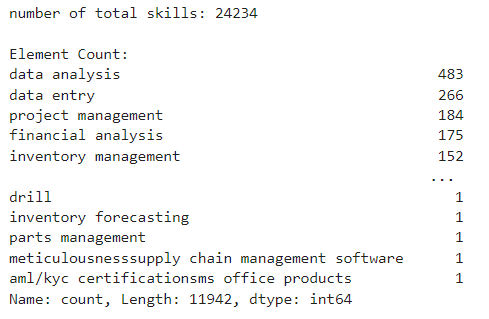 number of total skills: 24234
Element Count:
data analysis 483
data entry 266
project management 184
financial analysis 175
inventory management 152
...
drill 1
inventory forecasting 1
parts management 1
meticulousnesssupply chain management software 1
aml/kyc certificationsms office products 1
Name: count, Length: 11942, dtype: int64